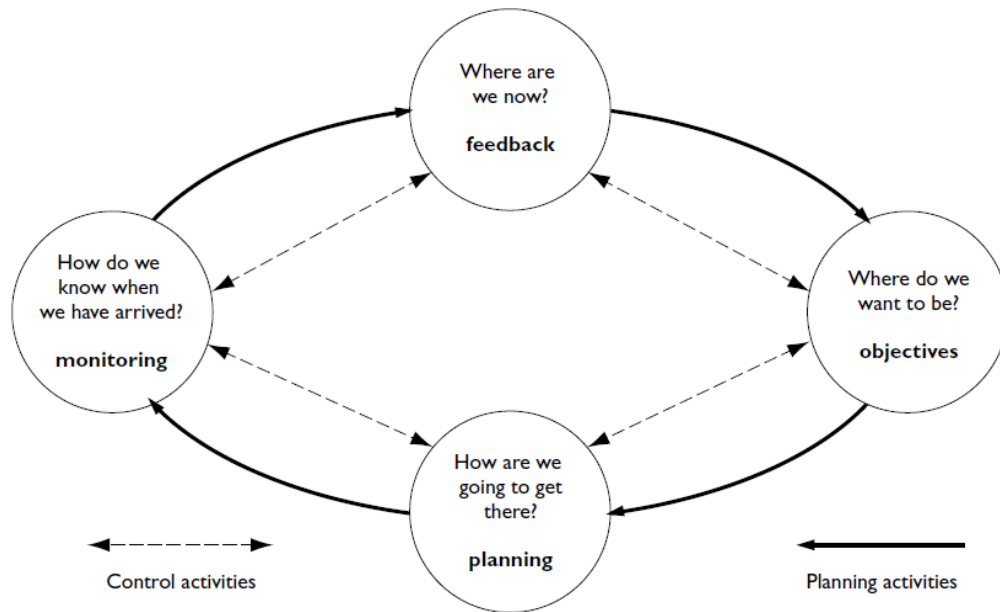 Where are
we now?
feedback
How do we
know when
we have arrived?
monitoring
Where do we
want to be?
objectives
How are we
going to get
there?
planning
Control activities
Planning activities